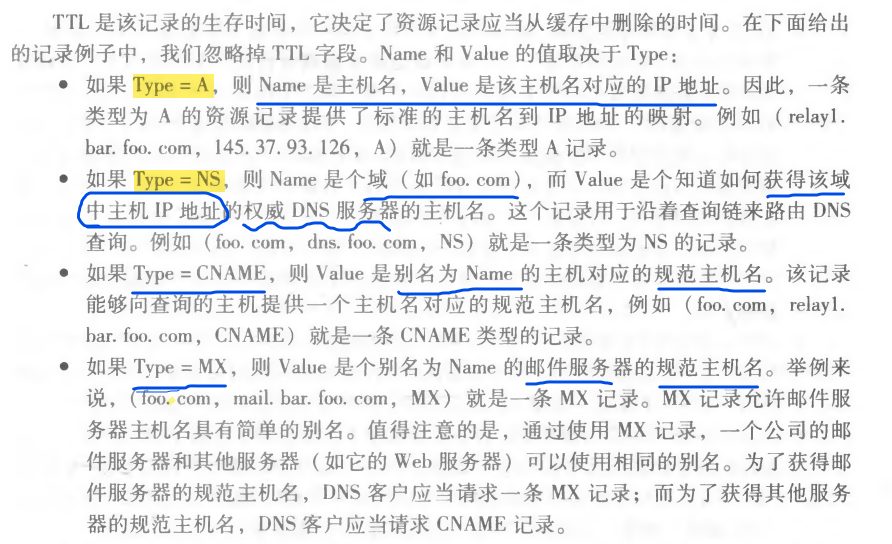 TTL 是该记录的生存时间，它决定了资源记录应当从缓存中删除的时间。在下面给出
的记录例子中，我们忽略掉 TTL 字段。Name 和 Value 的值取决于 Type：
• 如果 Type = A，则 Name 是主机名，Value 是该主机名对应的 IP 地址。因此，一条
类型为 A 的资源记录提供了标准的主机名到 IP 地址的映射。例如（relay1.
bar. foo. com，145. 37. 93. 126，A）就是一条类型 A 记录。
• 如果 Type = NS，则 Name 是个域（如 foo. com），而 Value 是个知道如何获得该域
中主机 IP 地址的权威 DNS 服务器的主机名。这个记录用于沿着查询链来路由 DNS
查询。例如（foo. com，dns. foo. com，NS）就是一条类型为 NS 的记录。
• 如果 Type = CNAME，则 Value 是别名为 Name 的主机对应的规范主机名。该记录
能够向查询的主机提供一个主机名对应的规范主机名，例如（foo. com，relay1.
bar. foo. com，CNAME）就是一条 CNAME 类型的记录。
• 如果 Type = MX，则 Value 是个别名为 Name 的邮件服务器的规范主机名。举例来
说，（foo. com，mail. bar. foo. com，MX）就是一条 MX 记录。MX 记录允许邮件服
务器主机名具有简单的别名。值得注意的是，通过使用 MX 记录，一个公司的邮
件服务器和其他服务器（如它的 Web 服务器）可以使用相同的别名。为了获得邮
件服务器的规范主机名，DNS 客户应当请求一条 MX 记录；而为了获得其他服务
器的规范主机名，DNS 客户应当请求 CNAME 记录。